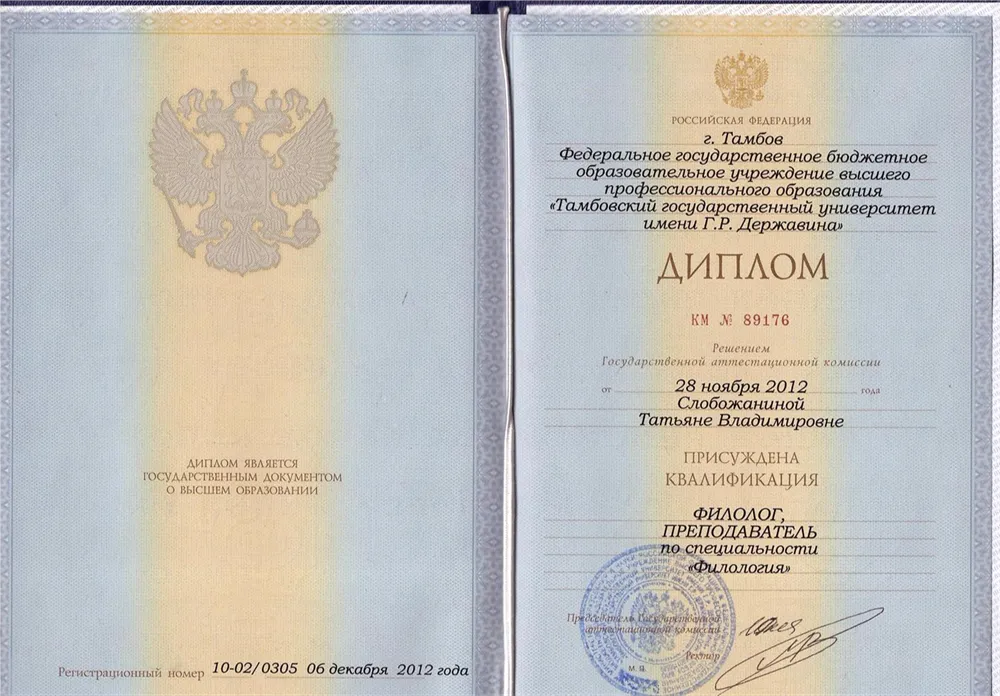 ДИПЛОМ ЯВЛЯЕТСЯ
ГОСУДАРСТВЕННЫМ ДОКУМЕНТОМ
О ВЫСШЕМ ОБРАЗОВАНИИ
Регистрационный номер 10-02/0305 06 декабря 2012 года
РОССИЙСКАЯ ФЕДЕРАЦИЯ
г. Тамбов
Федеральное государственное бюджетное
образовательное учреждение высшего
профессионального образования
«Тамбовский государственный университет
имени Г.Р. Державина»
ДИПЛОМ
КМ № 89176
Решением
Государственной аттестационной комиссии
от 28 ноября 2012 года
Слобожаниной
Татьяне Владимировне
ПРИСУЖДЕНА
КВАЛИФИКАЦИЯ
ФИЛОЛОГ,
ПРЕПОДАВАТЕЛЬ
по специальности
«Филология»
Председатель Государственной
аттестационной комиссии
Ректор
М. П.